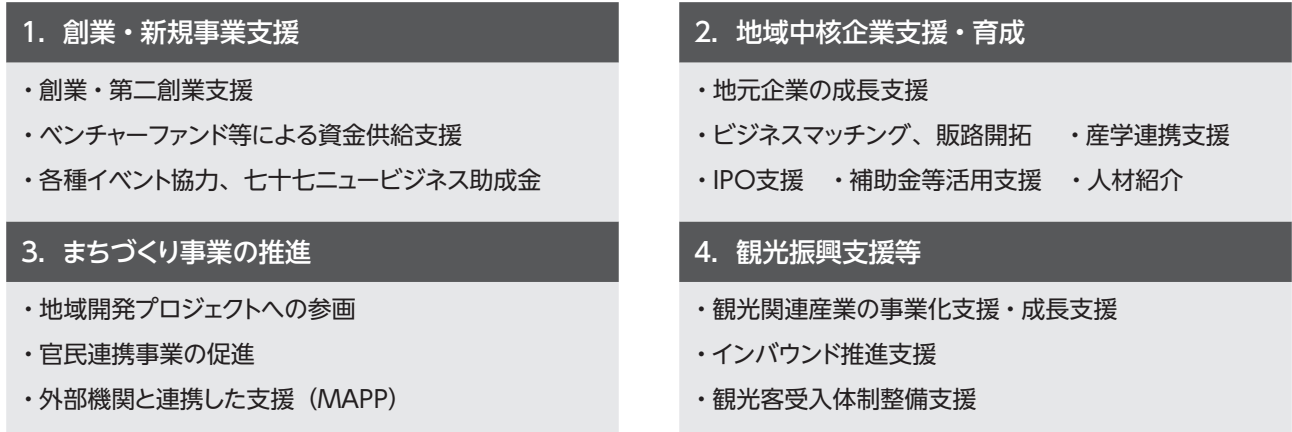 1. 創業・新規事業支援
・創業・第二創業支援
・ベンチャーファンド等による資金供給支援
・各種イベント協力、七十七ニュービジネス助成金
2. 地域中核企業支援・育成
・地元企業の成長支援
・ビジネスマッチング、販路開拓　・産学連携支援
・IPO支援　・補助金等活用支援　・人材紹介
3. まちづくり事業の推進
・地域開発プロジェクトへの参画
・官民連携事業の促進
・外部機関と連携した支援（MAPP）
4. 観光振興支援等
・観光関連産業の事業化支援・成長支援
・インバウンド推進支援
・観光客受入体制整備支援